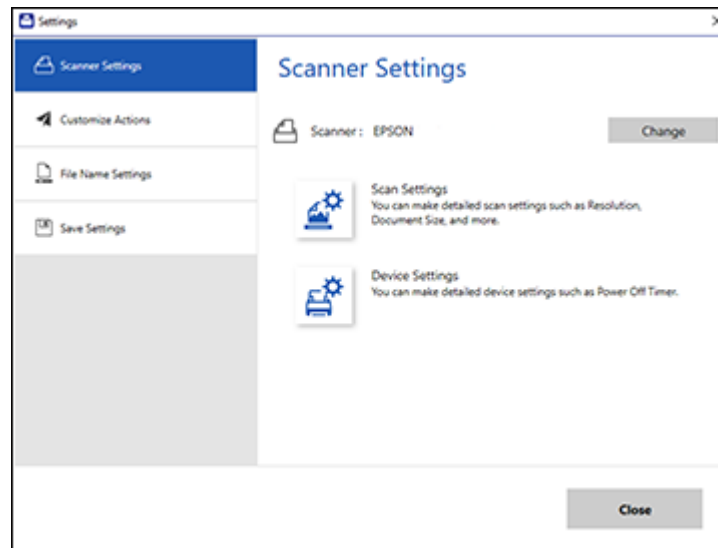 Settings
Scanner Settings
Customize Actions
File Name Settings
Save Settings
Scanner Settings
Scanner : EPSON
Change
Scan Settings
You can make detailed scan settings such as Resolution,
Document Size, and more.
Device Settings
You can make detailed device settings such as Power Off Timer.
Close